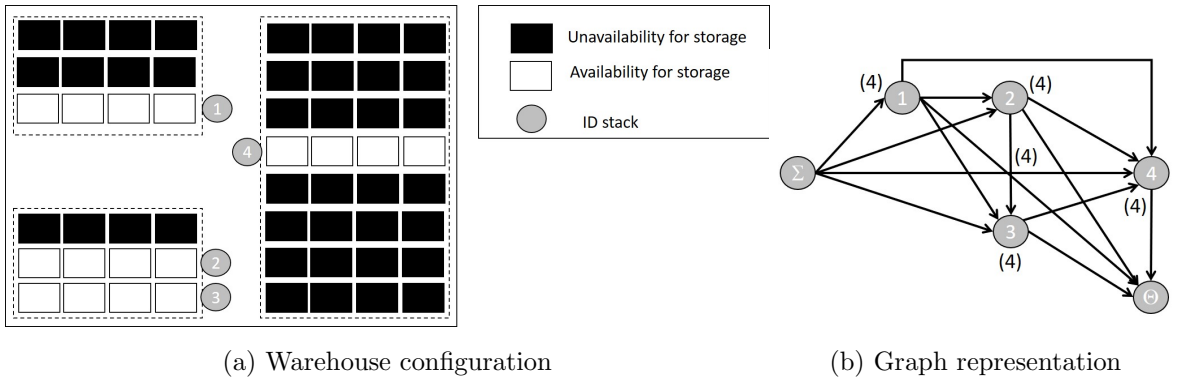 1
4
2
3
Unavailability for storage
Availability for storage
ID stack
(4)
1
2
(4)
(4)
Σ
4
(4)
3
(4)
Θ
(a) Warehouse configuration
(b) Graph representation